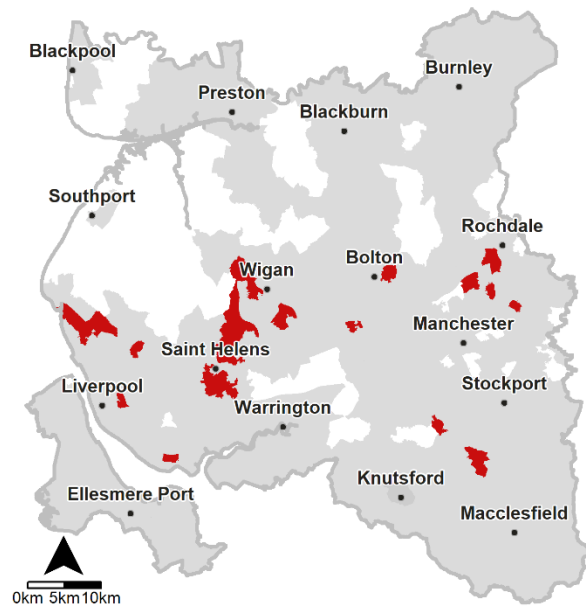 Blackpool
Burnley
Preston
Blackburn
Southport
Rochdale
Wigan
Bolton
Manchester
Saint Helens
Liverpool
Stockport
Warrington
Knutsford
Ellesmere Port
Macclesfield
0km 5km10km